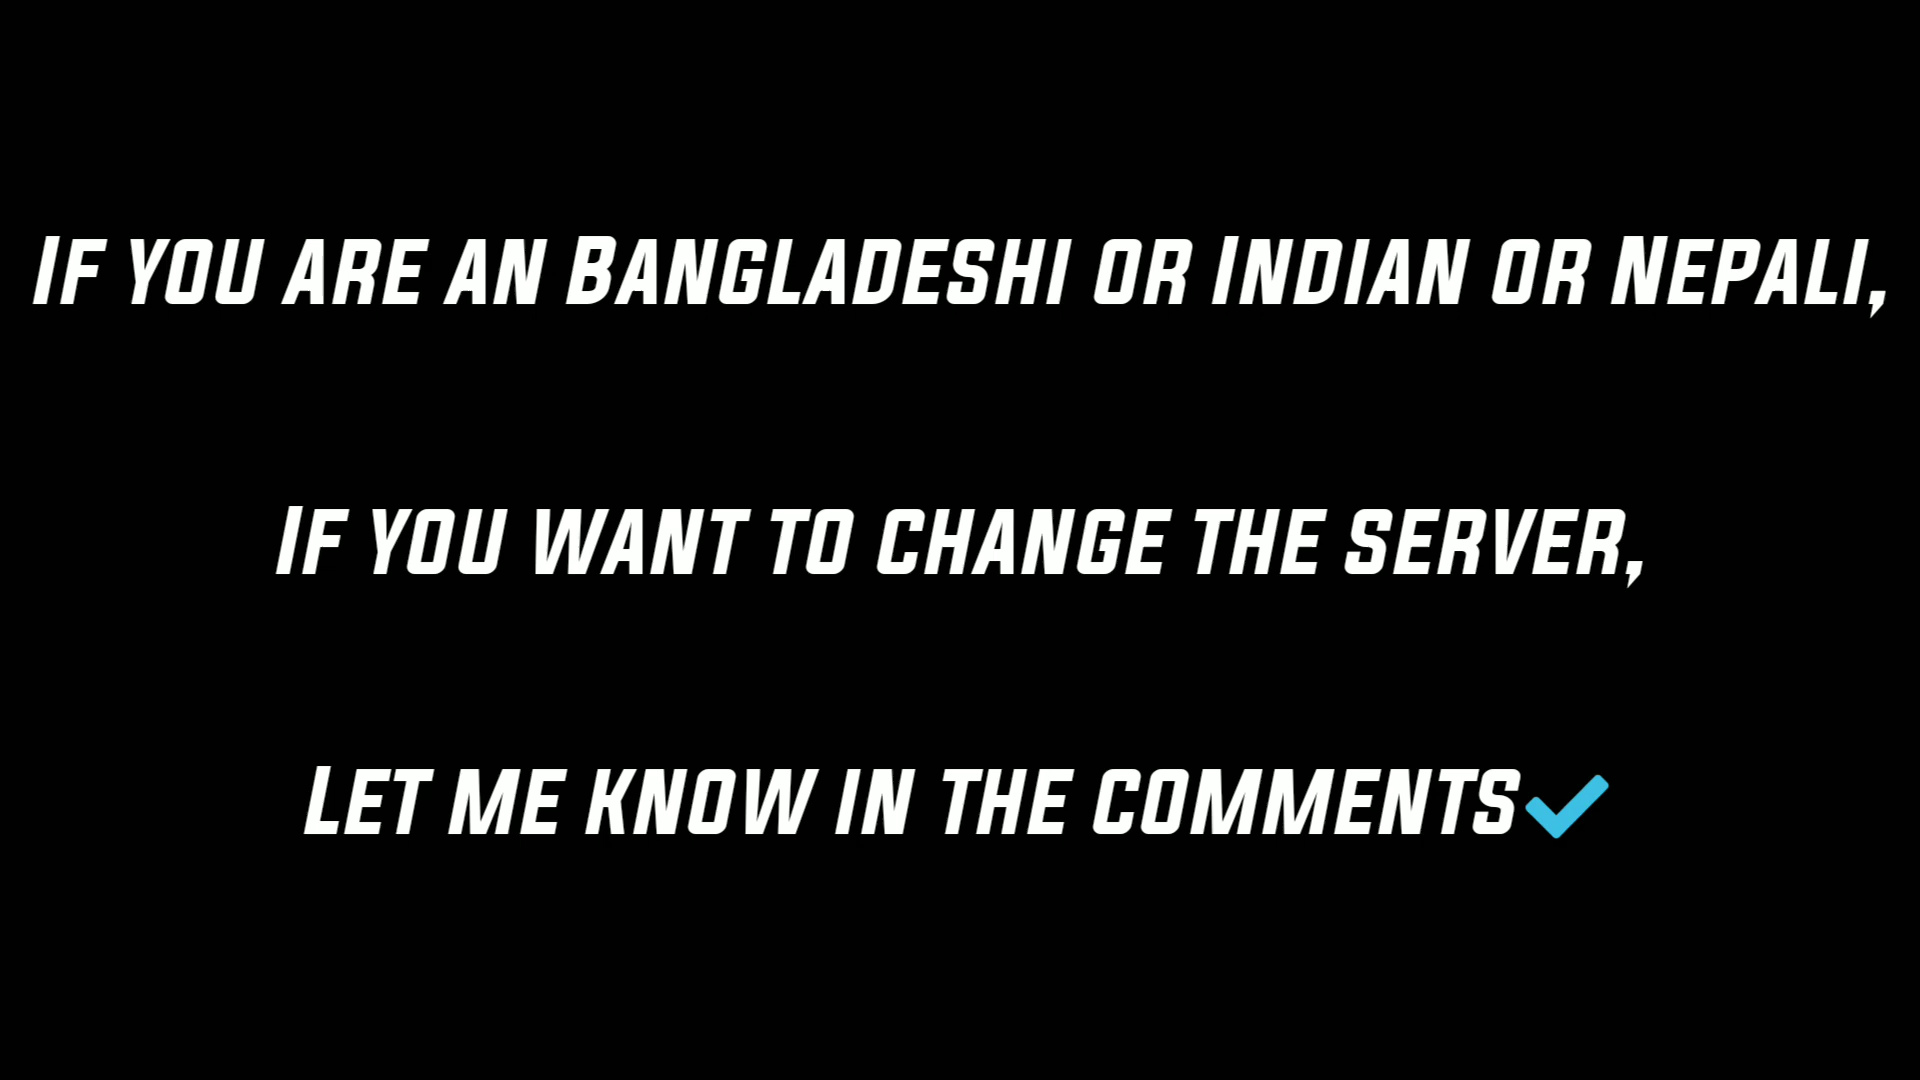 If you are an Bangladeshi or Indian or Nepali,
If you want to change the server,
Let me know in the comments✔